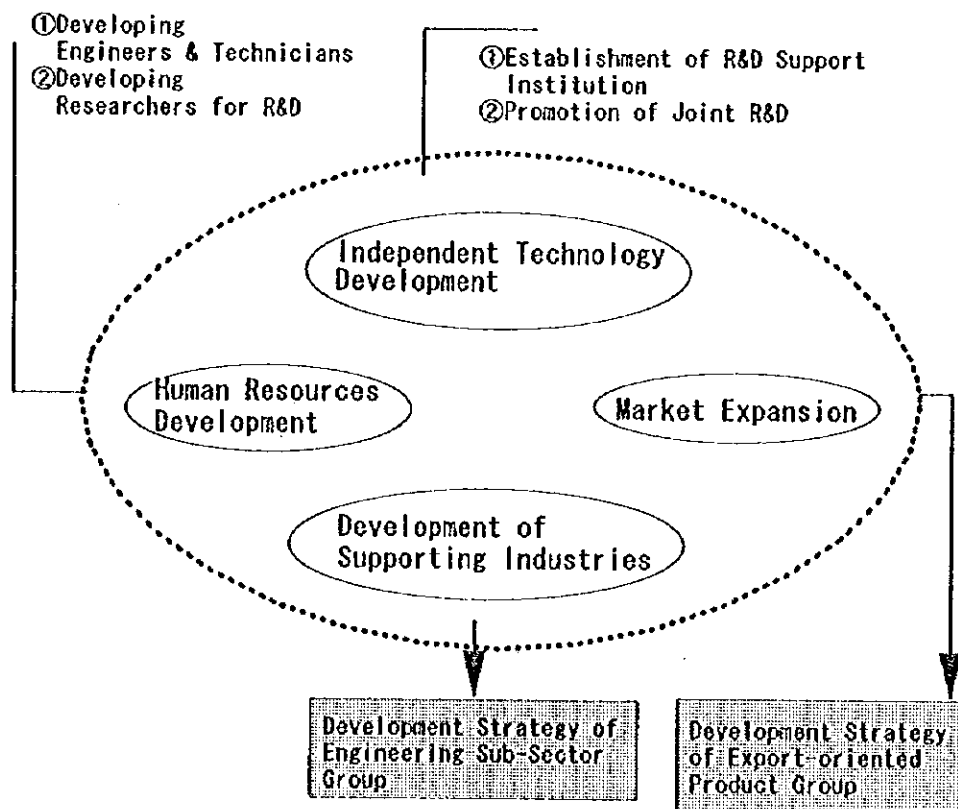 ①Developing
Engineers & Technicians
②Developing
Researchers for R&D
①Establishment of R&D Support
Institution
②Promotion of Joint R&D
Independent Technology
Development
Human Resources
Development
Market Expansion
Development of
Supporting Industries
Development Strategy of
Engineering Sub-Sector
Group
Development Strategy
of Export-oriented
Product Group